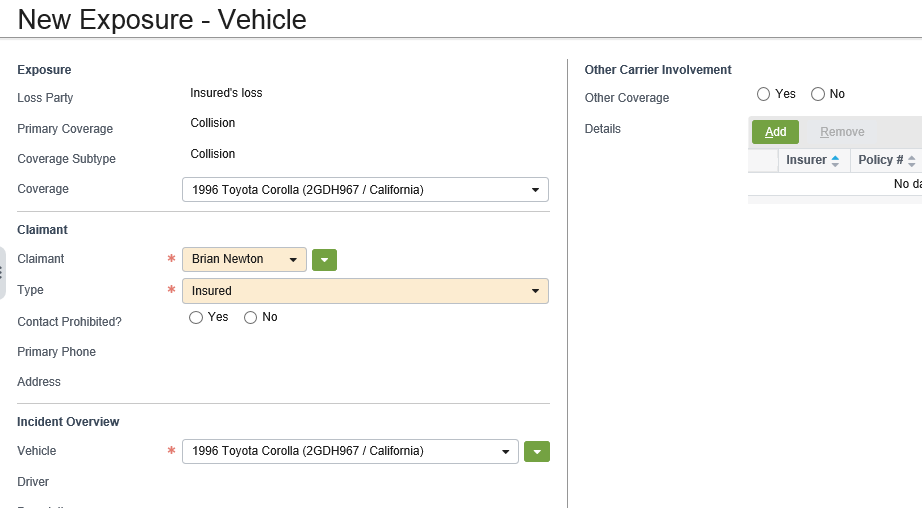 New Exposure - Vehicle
Exposure
Loss Party Insured's loss
Primary Coverage Collision
Coverage Subtype Collision
Coverage 1996 Toyota Corolla (2GDH967 / California)
Claimant
Claimant * Brian Newton
Type * Insured
Contact Prohibited? Yes No
Primary Phone
Address
Incident Overview
Vehicle * 1996 Toyota Corolla (2GDH967 / California)
Driver
Other Carrier Involvement
Other Coverage Yes No
Details
Add Remove
Insurer Policy #
No